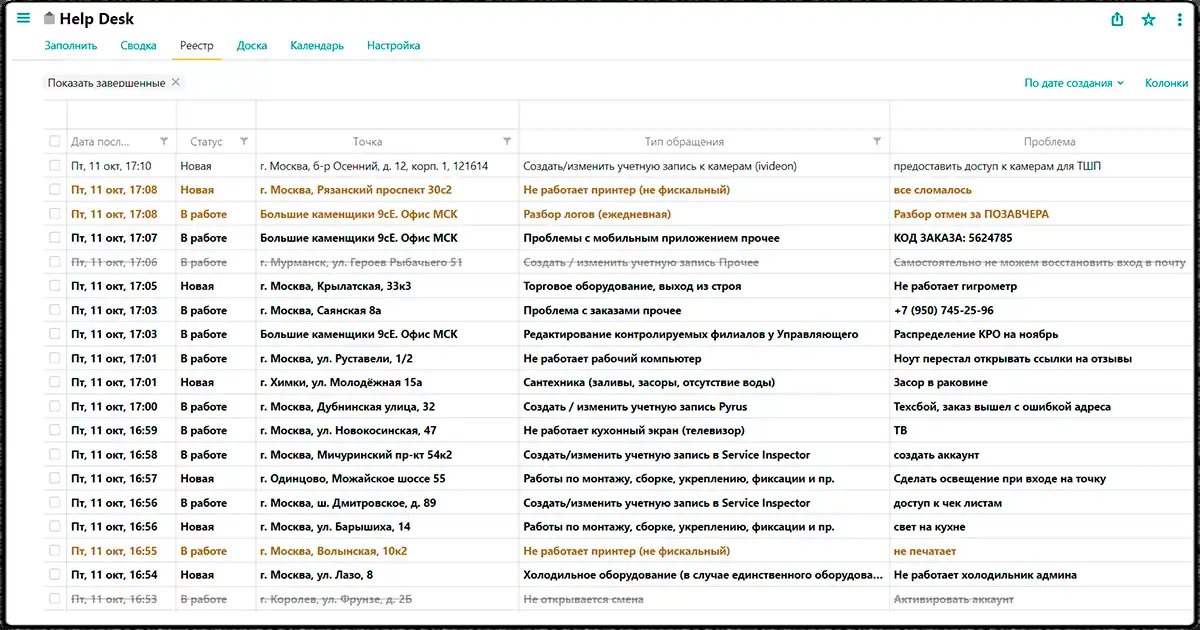 Help Desk
Заполнить Сводка Реестр Доска Календарь Настройка
Показать завершенные По дате создания Колонки
Дата посл... Статус Точка Тип обращения Проблема
Пт, 11 окт, 17:10 Новая г. Москва, б-р Осенний, д. 12, корп. 1, 121614 Создать/изменить учетную запись к камерам (ivideon) предоставить доступ к камерам для ТШП
Пт, 11 окт, 17:08 Новая г. Москва, Рязанский проспект 30с2 Не работает принтер (не фискальный) все сломалось
Пт, 11 окт, 17:08 В работе Большие каменщики 9сЕ. Офис МСК Разбор логов (ежедневная) Разбор отмен за ПОЗАВЧЕРА
Пт, 11 окт, 17:07 В работе Большие каменщики 9сЕ. Офис МСК Проблемы с мобильным приложением прочее КОД ЗАКАЗА: 5624785
Пт, 11 окт, 17:06 В работе г. Мурманск, ул. Героев Рыбачьего 51 Создать / изменить учетную запись Прочее Самостоятельно не можем восстановить вход в почту
Пт, 11 окт, 17:05 Новая г. Москва, Крылатская, 33к3 Торговое оборудование, выход из строя Не работает гигрометр
Пт, 11 окт, 17:03 В работе г. Москва, Саянская 8а Проблема с заказами прочее +7 (950) 745-25-96
Пт, 11 окт, 17:03 В работе Большие каменщики 9сЕ. Офис МСК Редактирование контролируемых филиалов у Управляющего Распределение КРО на ноябрь
Пт, 11 окт, 17:01 В работе г. Москва, ул. Руставели, 1/2 Не работает рабочий компьютер Ноут перестал открывать ссылки на отзывы
Пт, 11 окт, 17:01 Новая г. Химки, ул. Молодёжная 15а Сантехника (заливы, засоры, отсутствие воды) Засор в раковине
Пт, 11 окт, 17:00 В работе г. Москва, Дубнинская улица, 32 Создать / изменить учетную запись Pyrus Техсбой, заказ вышел с ошибкой адреса
Пт, 11 окт, 16:59 В работе г. Москва, ул. Новокосинская, 47 Не работает кухонный экран (телевизор) ТВ
Пт, 11 окт, 16:58 В работе г. Москва, Мичуринский пр-кт 54к2 Создать/изменить учетную запись в Service Inspector создать аккаунт
Пт, 11 окт, 16:57 Новая г. Одинцово, Можайское шоссе 55 Работы по монтажу, сборке, укреплению, фиксации и пр. Сделать освещение при входе на точку
Пт, 11 окт, 16:56 В работе г. Москва, ш. Дмитровское, д. 89 Создать/изменить учетную запись в Service Inspector доступ к чек листам
Пт, 11 окт, 16:56 Новая г. Москва, ул. Барышиха, 14 Работы по монтажу, сборке, укреплению, фиксации и пр. свет на кухне
Пт, 11 окт, 16:55 В работе г. Москва, Волынская, 10к2 Не работает принтер (не фискальный) не печатает
Пт, 11 окт, 16:54 Новая г. Москва, ул. Лазо, 8 Холодильное оборудование (в случае единственного оборудова... Не работает холодильник админа
Пт, 11 окт, 16:53 В работе г. Королев, ул. Фрунзе, д. 2Б Не открывается смена Активировать аккаунт